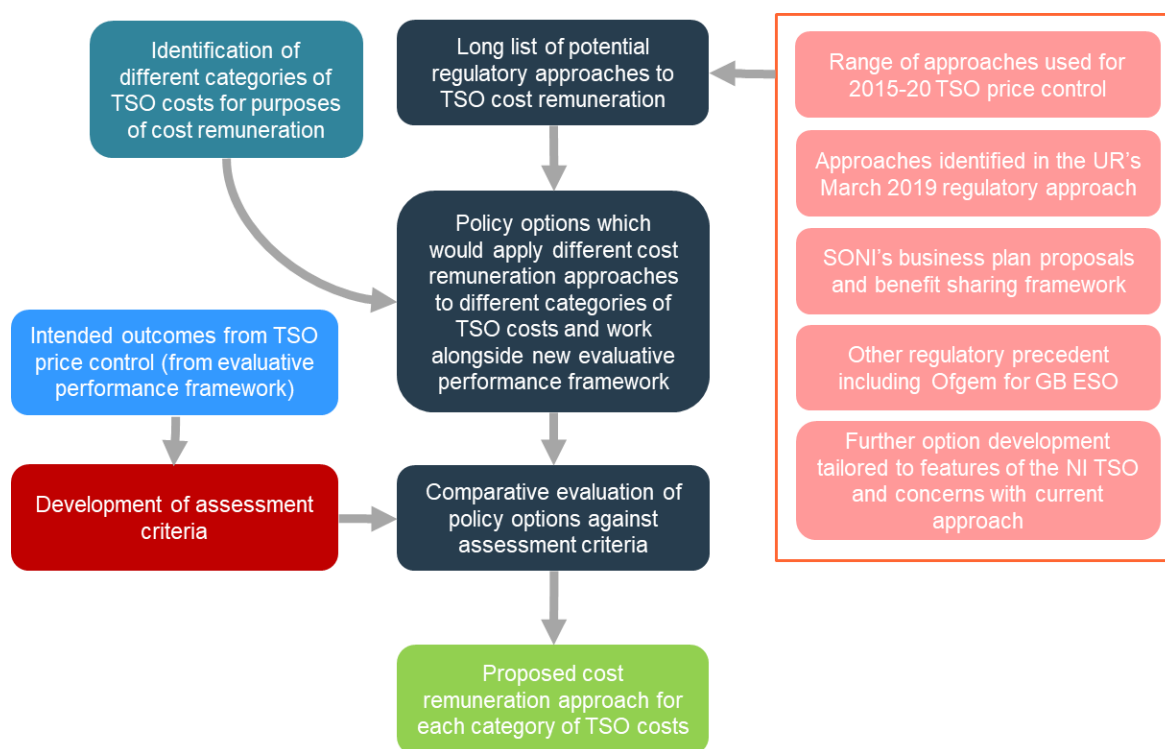 Identification of
different categories of
TSO costs for purposes
of cost remuneration
Long list of potential
regulatory approaches to
TSO cost remuneration
Range of approaches used for
2015-20 TSO price control
Approaches identified in the UR's
March 2019 regulatory approach
SONI's business plan proposals
and benefit sharing framework
Other regulatory precedent
including Ofgem for GB ESO
Further option development
tailored to features of the NI TSO
and concerns with current
approach
Policy options which
would apply different cost
remuneration approaches
to different categories of
TSO costs and work
alongside new evaluative
performance framework
Intended outcomes from TSO
price control (from evaluative
performance framework)
Development of assessment
criteria
Comparative evaluation of
policy options against
assessment criteria
Proposed cost
remuneration approach for
each category of TSO costs